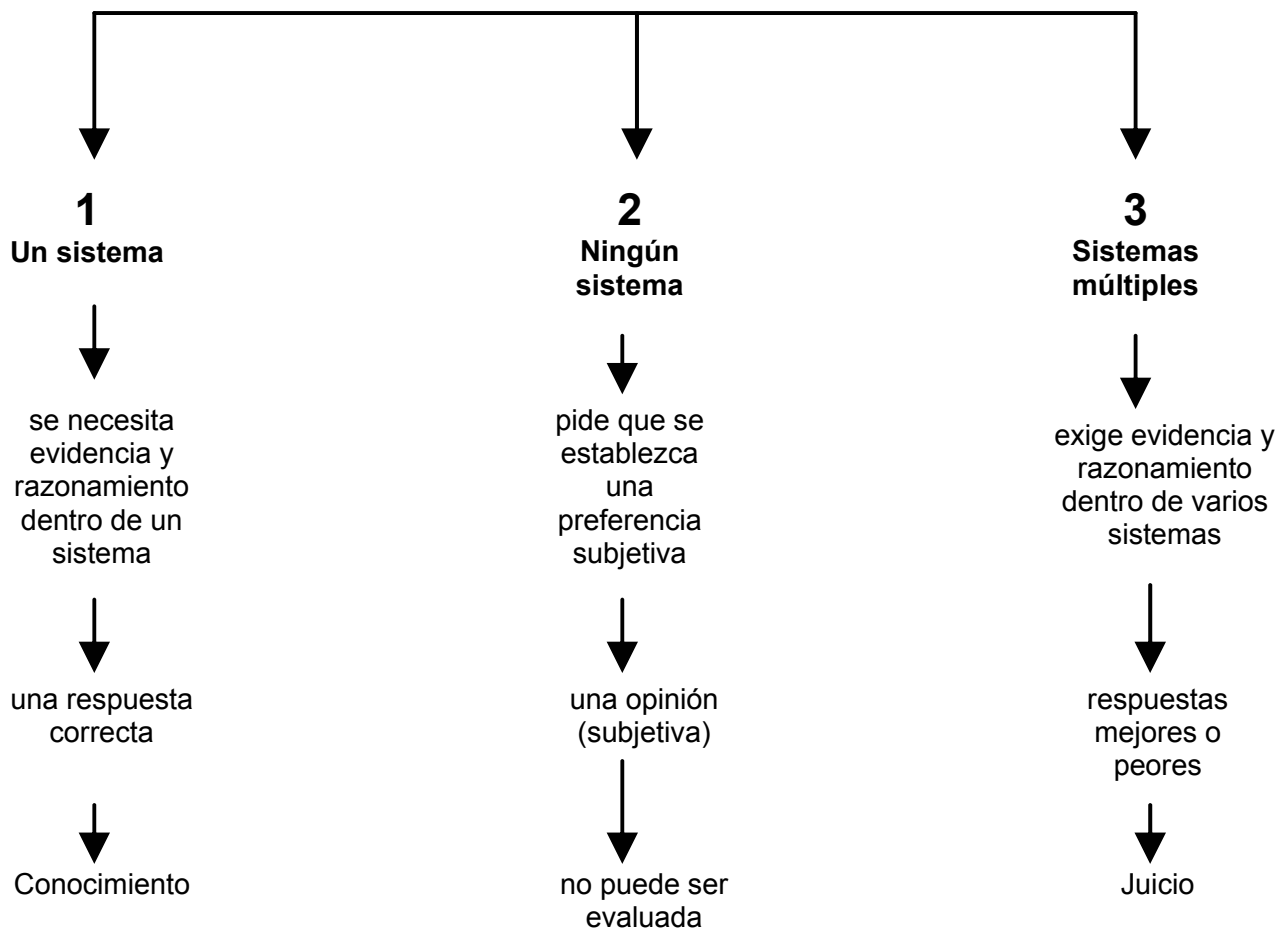 1
Un sistema
se necesita
evidencia y
razonamiento
dentro de un
sistema
una respuesta
correcta
Conocimiento
2
Ningún
sistema
pide que se
establezca
una
preferencia
subjetiva
una opinión
(subjetiva)
no puede ser
evaluada
3
Sistemas
múltiples
exige evidencia y
razonamiento
dentro de varios
sistemas
respuestas
mejores o
peores
Juicio